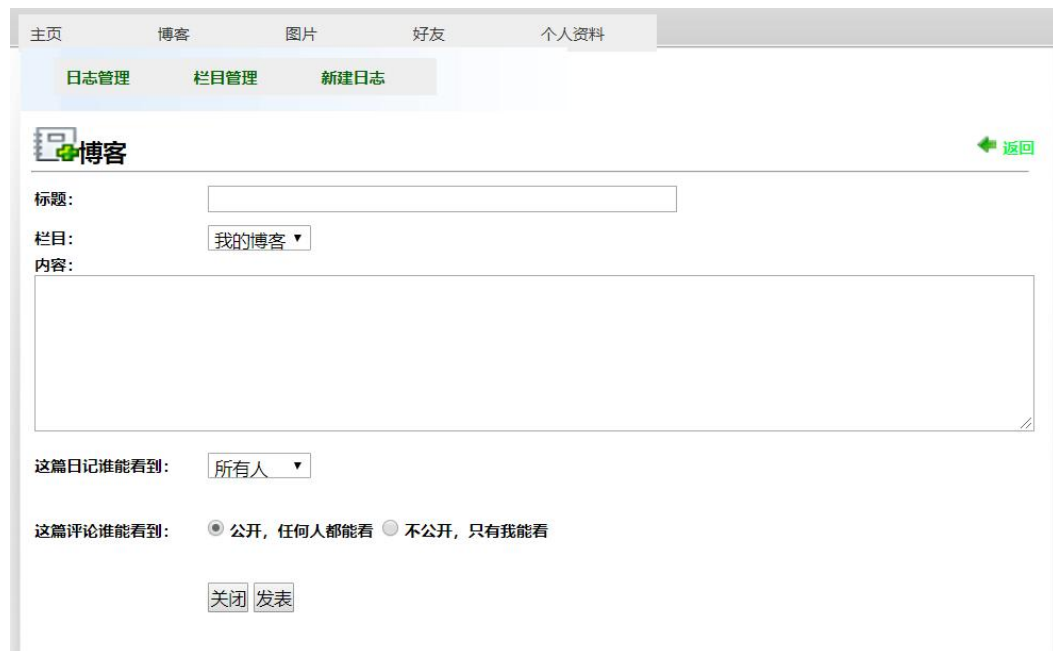 主页 博客 图片 好友 个人资料
日志管理 栏目管理 新建日志
博客 返回
标题：
栏目： 我的博客
内容：
这篇日记谁能看到： 所有人
这篇评论谁能看到： 公开，任何人都能看 不公开，只有我能看
关闭 发表